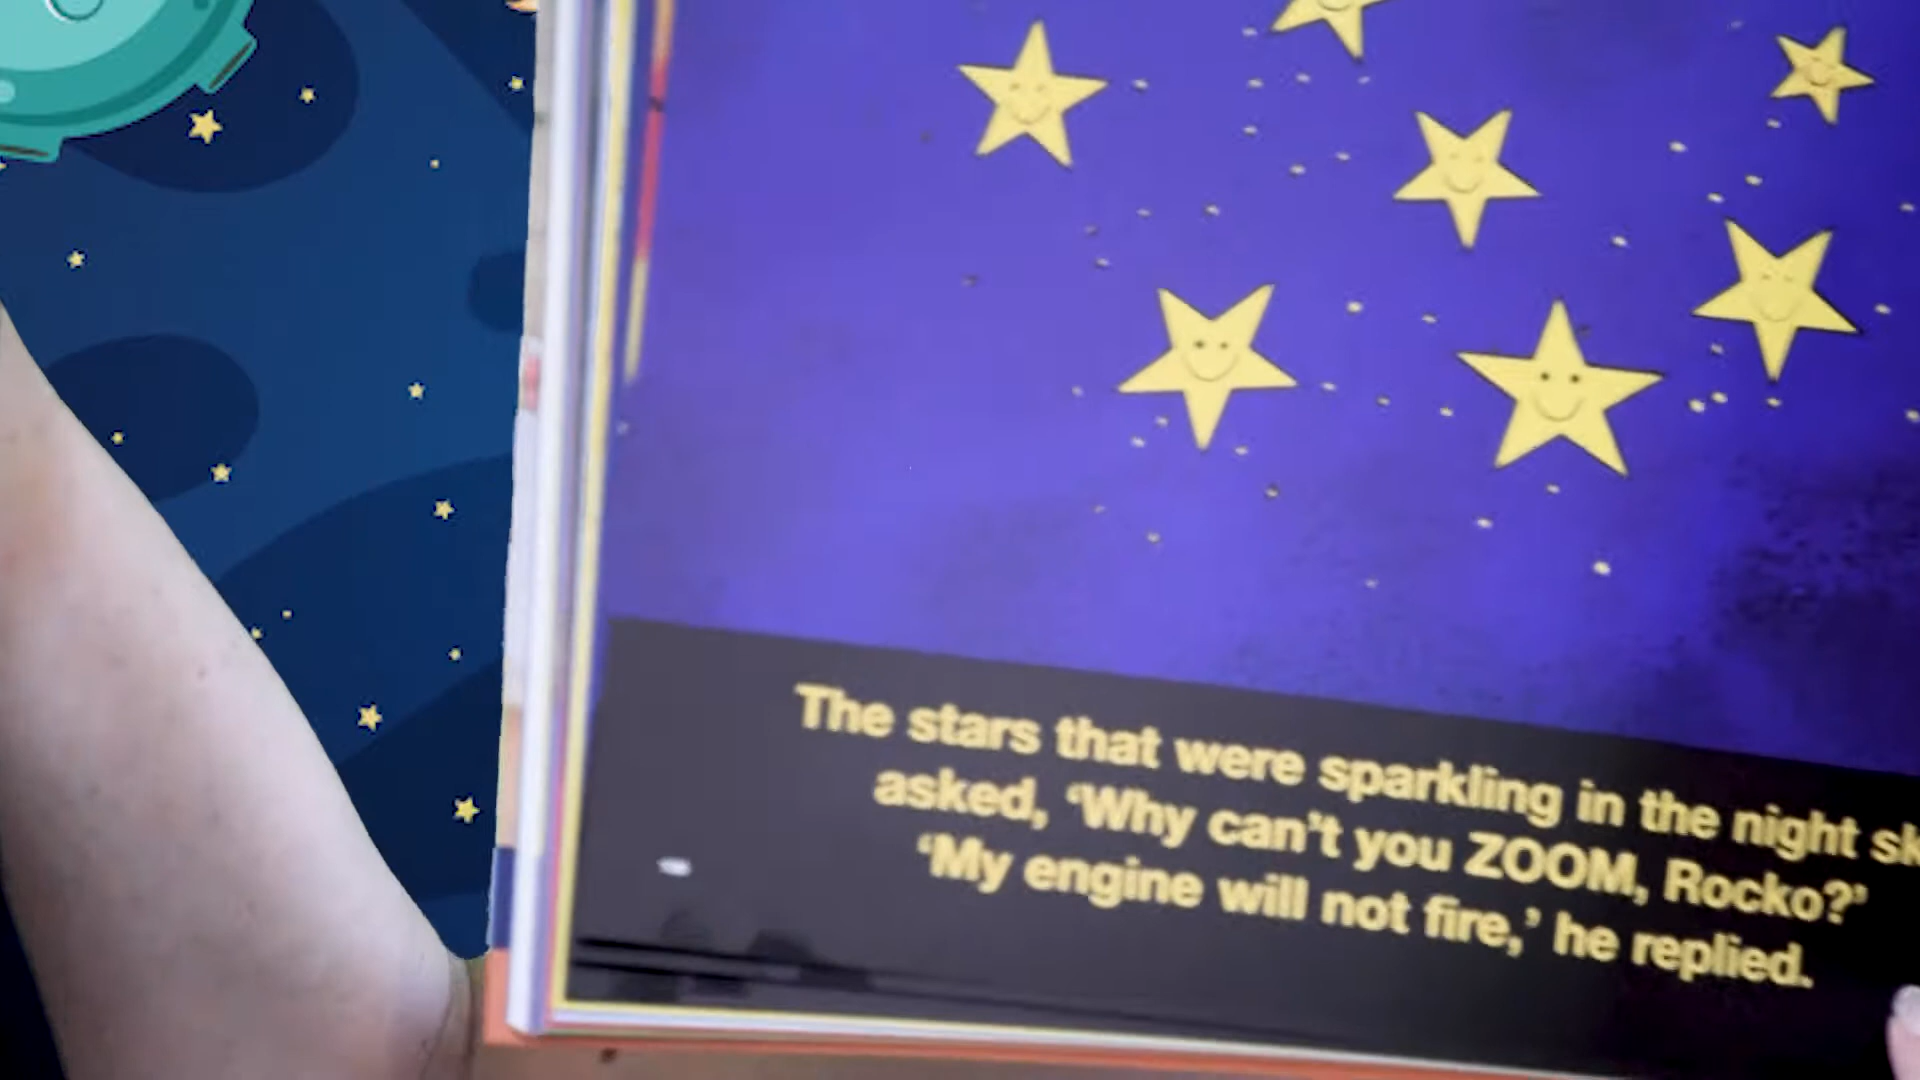 The stars that were sparkling in the night sk
asked, ‘Why can’t you ZOOM, Rocko?’
‘My engine will not fire,’ he replied.